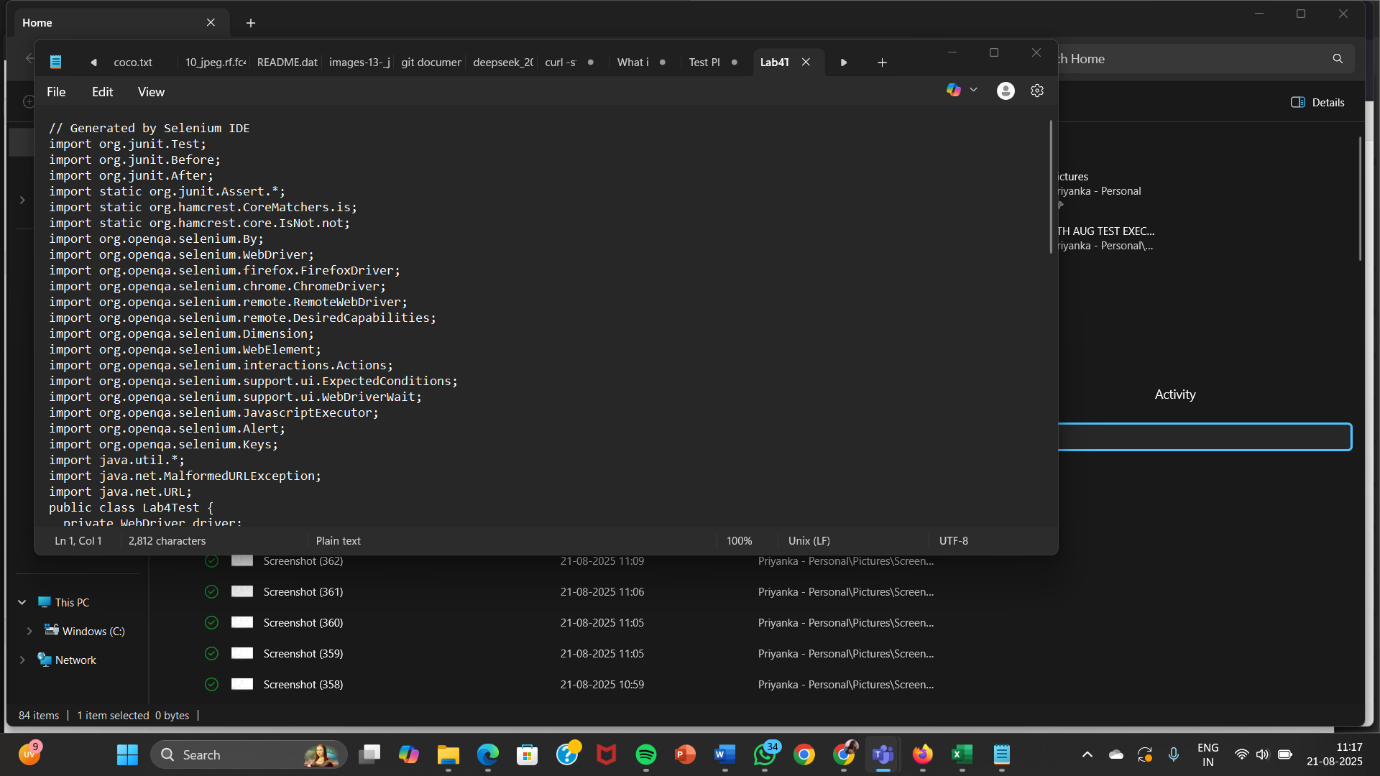 Home
coco.txt
10_jpeg.rf.fc4
README.dat
images-13-_j
git documer
deepseek_20
curl -s
What i
Test Pl
Lab4T
h Home
File
Edit
View
Details
// Generated by Selenium IDE
import org.junit.Test;
import org.junit.Before;
import org.junit.After;
import static org.junit.Assert.*;
import static org.hamcrest.CoreMatchers.is;
import static org.hamcrest.core.IsNot.not;
import org.openqa.selenium.By;
import org.openqa.selenium.WebDriver;
import org.openqa.selenium.firefox.FirefoxDriver;
import org.openqa.selenium.chrome.ChromeDriver;
import org.openqa.selenium.remote.RemoteWebDriver;
import org.openqa.selenium.remote.DesiredCapabilities;
import org.openqa.selenium.Dimension;
import org.openqa.selenium.WebElement;
import org.openqa.selenium.interactions.Actions;
import org.openqa.selenium.support.ui.ExpectedConditions;
import org.openqa.selenium.support.ui.WebDriverWait;
import org.openqa.selenium.JavascriptExecutor;
import org.openqa.selenium.Alert;
import org.openqa.selenium.Keys;
import java.util.*;
import java.net.MalformedURLException;
import java.net.URL;
public class Lab4Test {
private WebDriver driver;
Ln 1, Col 1
2,812 characters
Plain text
100%
Unix (LF)
UTF-8
ictures
riyanka - Personal
TH AUG TEST EXEC...
riyanka - Personal\...
Activity
Screenshot (362) 21-08-2025 11:09 Priyanka - Personal\Pictures\Screen...
Screenshot (361) 21-08-2025 11:06 Priyanka - Personal\Pictures\Screen...
Screenshot (360) 21-08-2025 11:05 Priyanka - Personal\Pictures\Screen...
Screenshot (359) 21-08-2025 11:05 Priyanka - Personal\Pictures\Screen...
Screenshot (358) 21-08-2025 10:59 Priyanka - Personal\Pictures\Screen...
This PC
Windows (C:)
Network
84 items
1 item selected 0 bytes
UV
9
Search
34
ENG
IN
11:17
21-08-2025